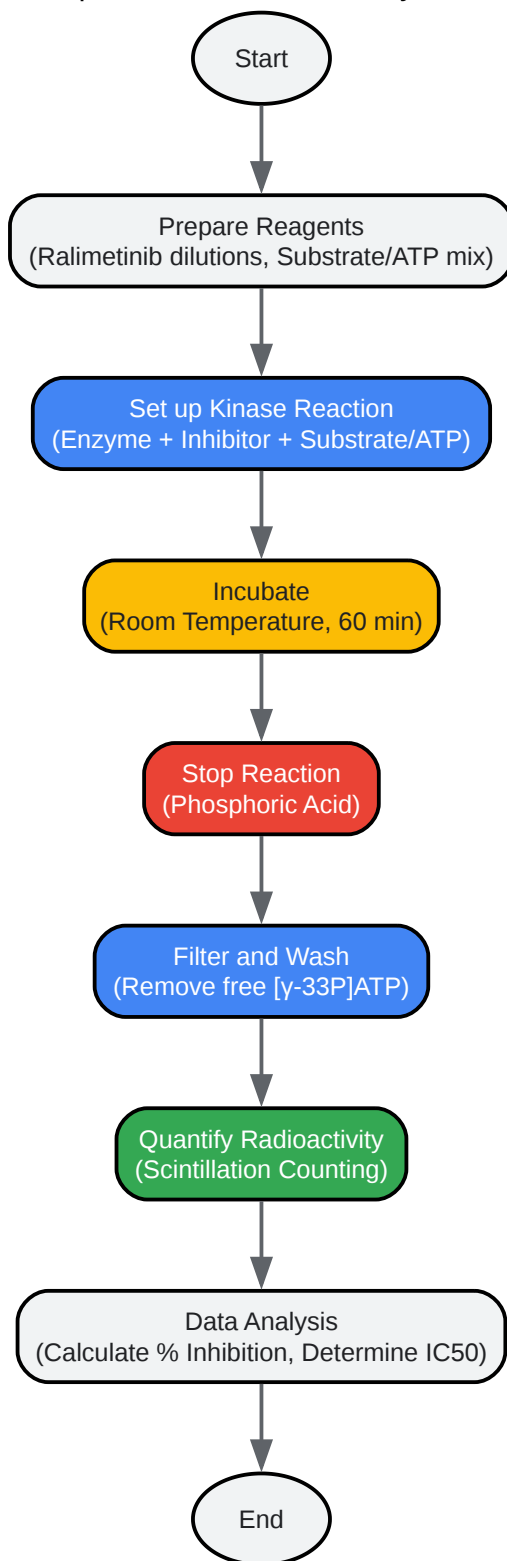 Start
Prepare Reagents
(Ralimetinib dilutions, Substrate/ATP mix)
Set up Kinase Reaction
(Enzyme + Inhibitor + Substrate/ATP)
Incubate
(Room Temperature, 60 min)
Stop Reaction
(Phosphoric Acid)
Filter and Wash
(Remove free [γ-33P]ATP)
Quantify Radioactivity
(Scintillation Counting)
Data Analysis
(Calculate % Inhibition, Determine IC50)
End